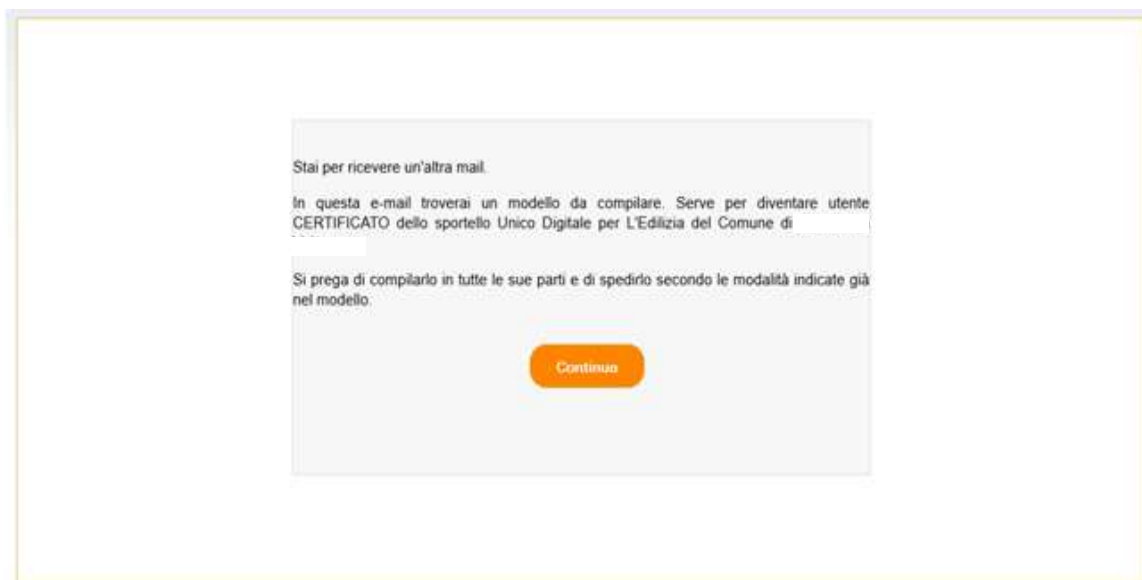 Stai per ricevere un'altra mail.
In questa e-mail troverai un modello da compilare. Serve per diventare utente
CERTIFICATO dello sportello Unico Digitale per L'Edilizia del Comune di
Si prega di compilarlo in tutte le sue parti e di spedirlo secondo le modalità indicate già
nel modello.
Continua